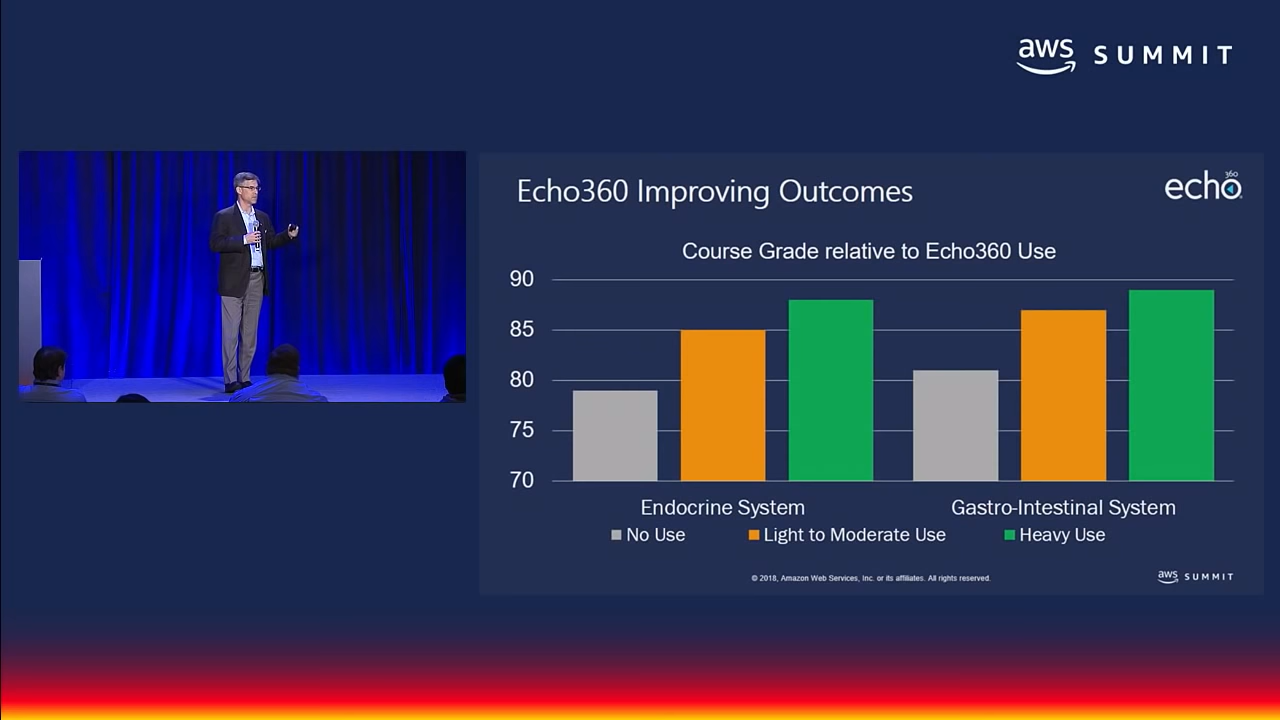 aws SUMMIT
Echo360 Improving Outcomes
echo 360
Course Grade relative to Echo360 Use
90
85
80
75
70
Endocrine System Gastro-Intestinal System
No Use Light to Moderate Use Heavy Use
© 2018, Amazon Web Services, Inc. or its affiliates. All rights reserved.
aws SUMMIT